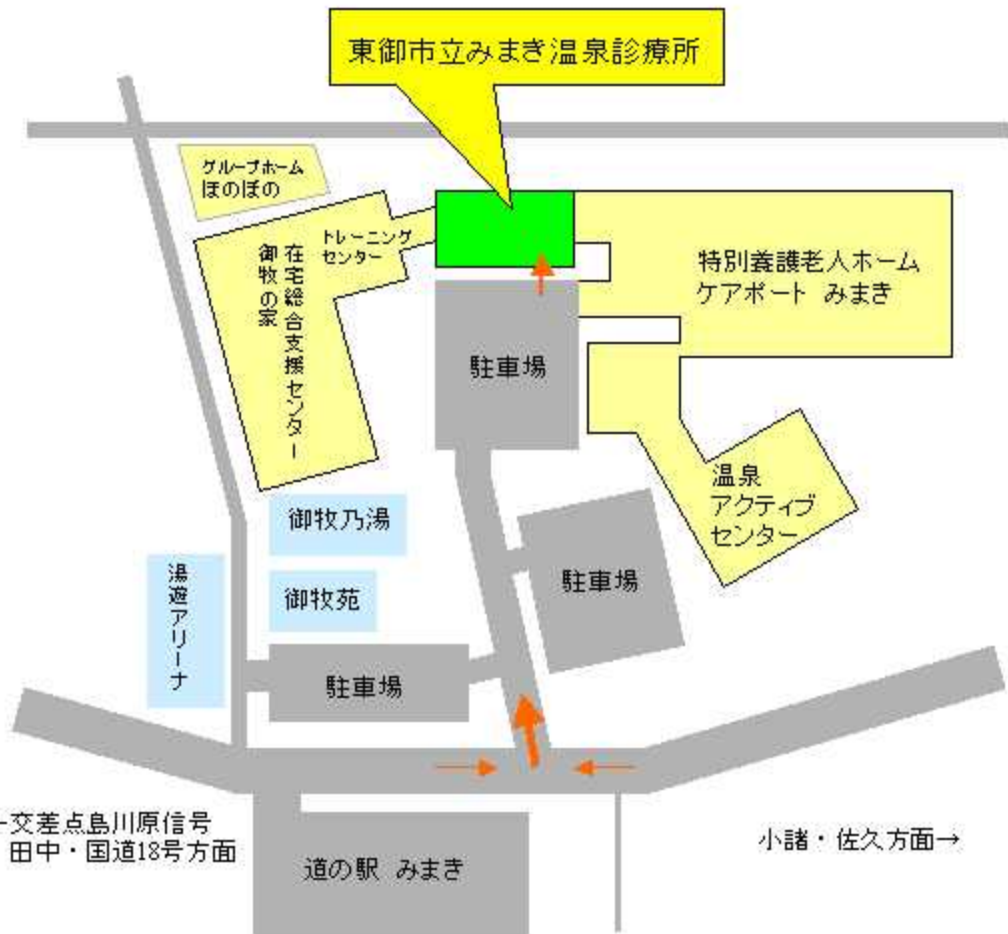 東御市立みまき温泉診療所
グループホーム
ほのぼの
トレーニング
センター
在宅総合支援センター
御牧の家
特別養護老人ホーム
ケアポート みまき
駐車場
温泉
アクティブ
センター
御牧乃湯
駐車場
湯遊アリーナ
御牧苑
駐車場
←交差点島川原信号
田中・国道18号方面
小諸・佐久方面→
道の駅 みまき